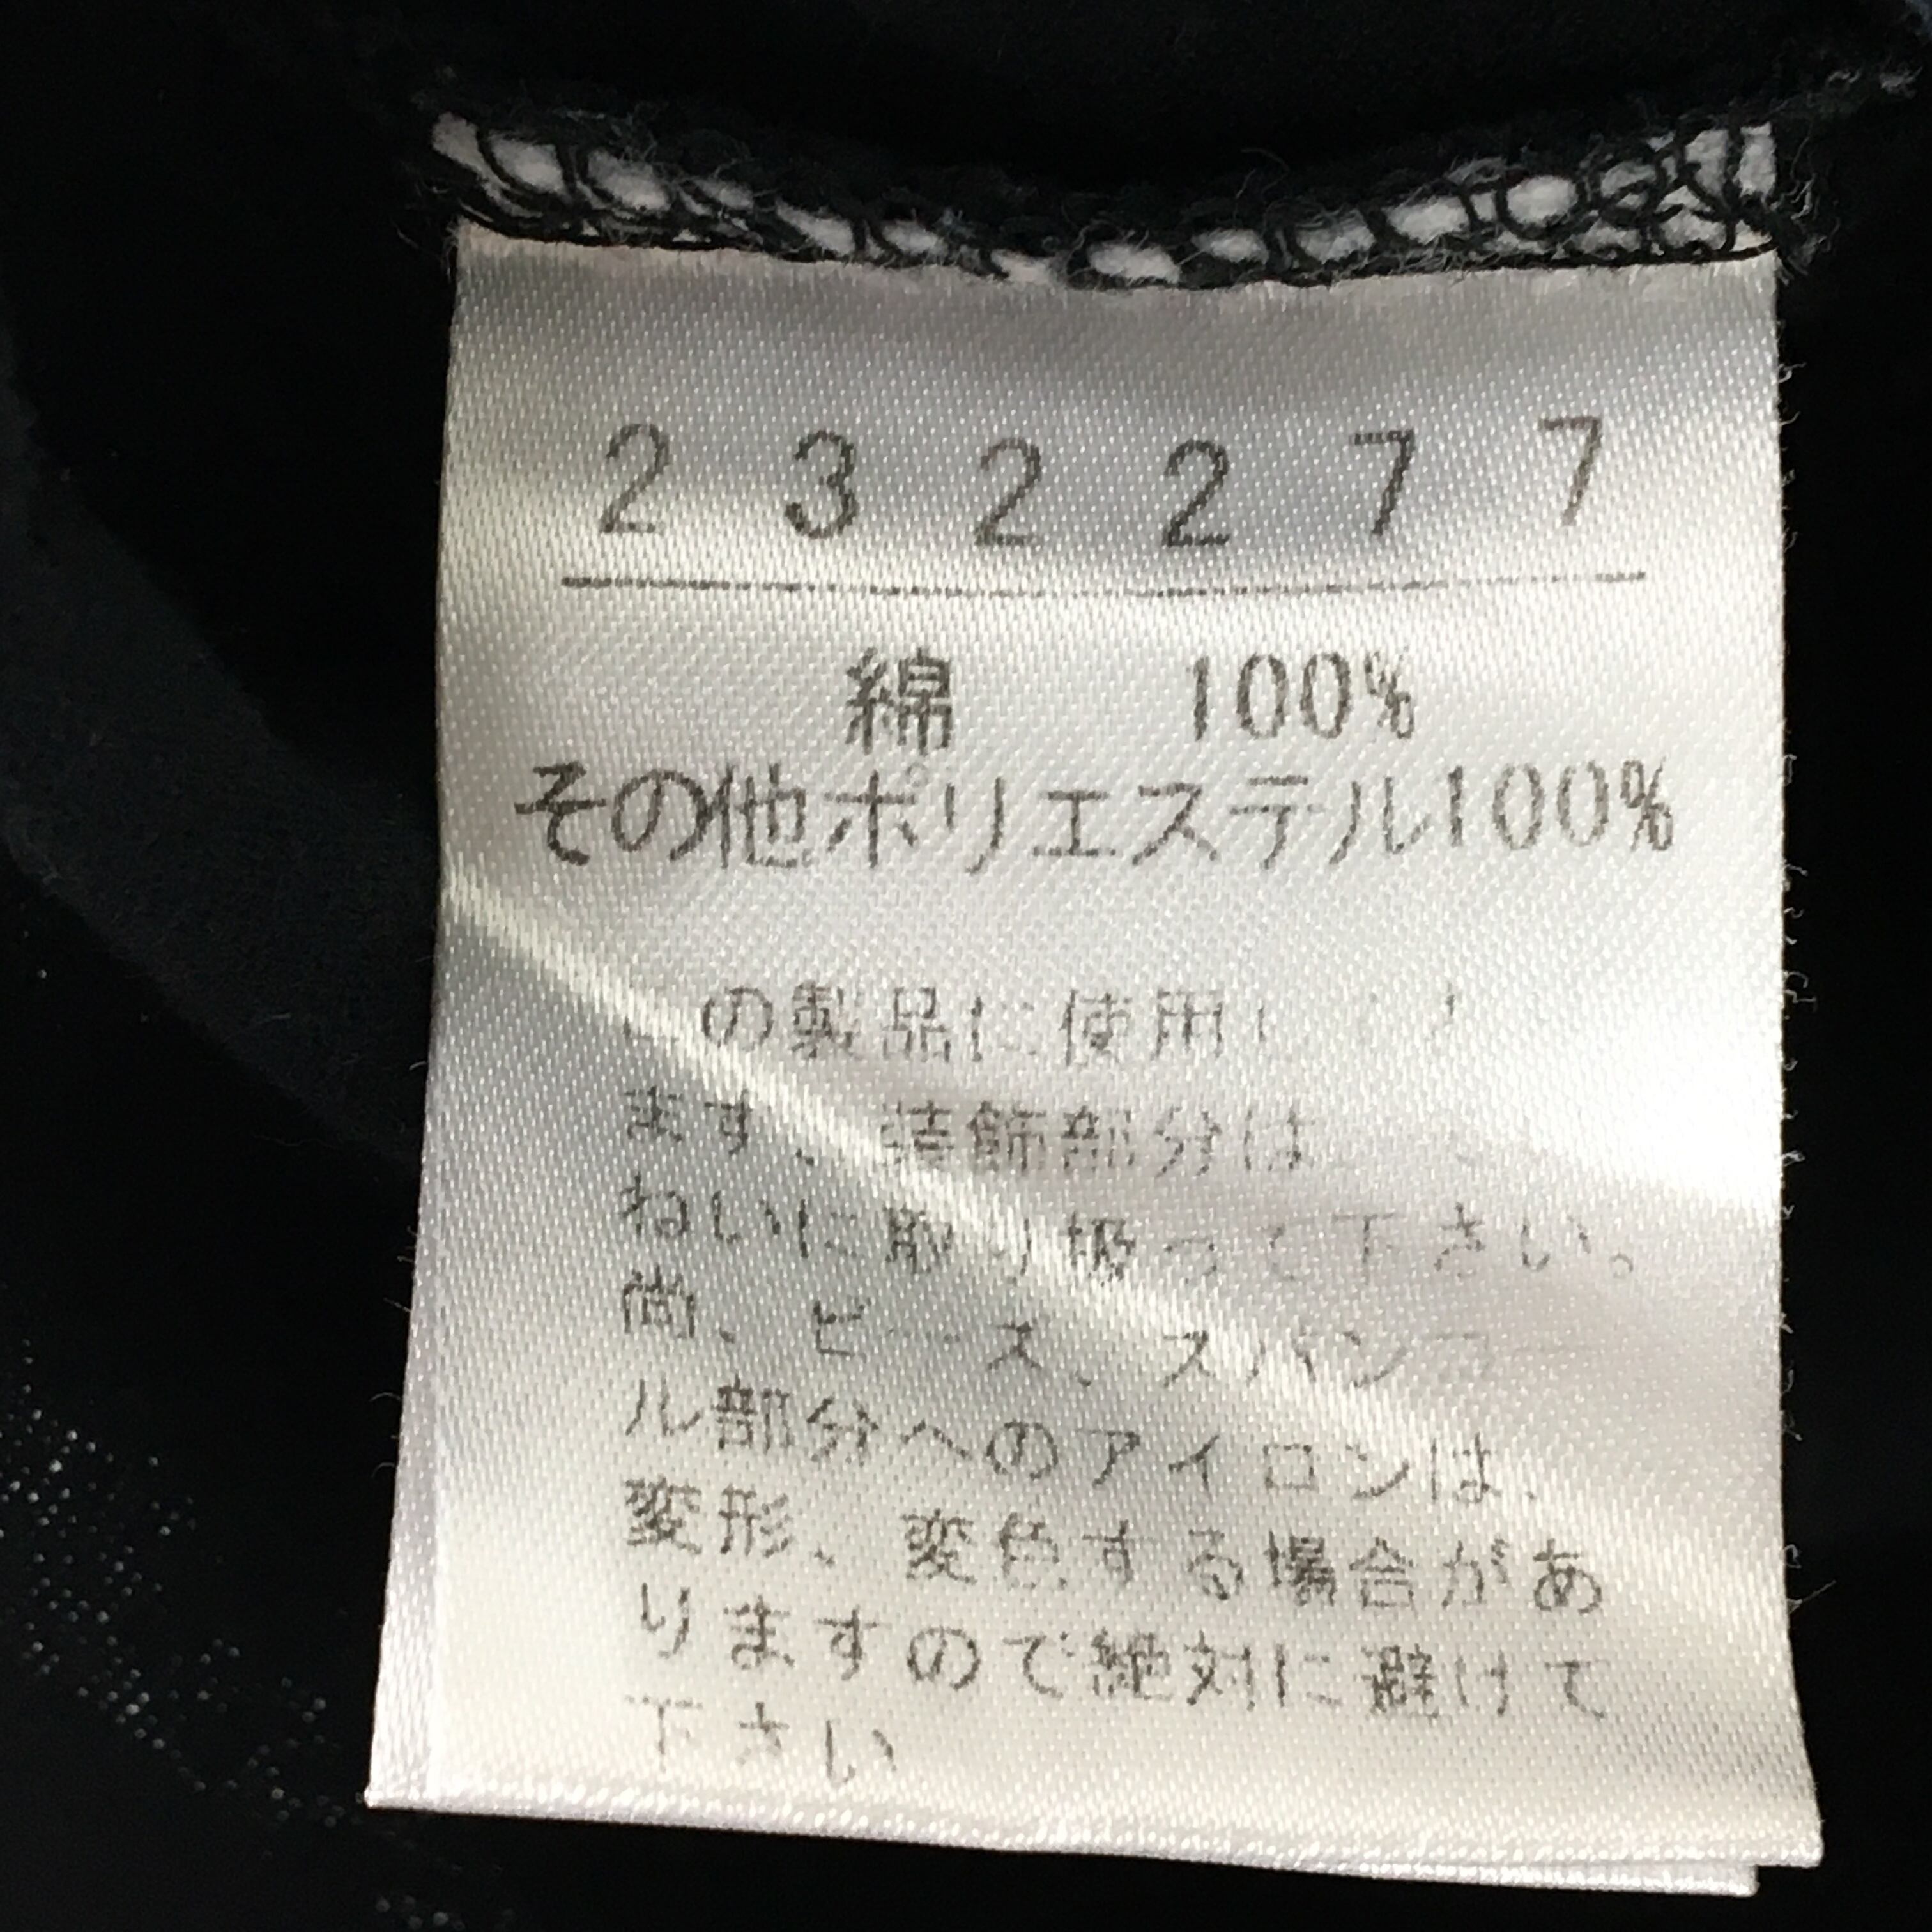 232277
綿 100%
その他ポリエステル100%
の製品に使用し
ます、装飾部分は
ねいに取り扱って下さい。
尚、ビーズ、スパンコー
ル部分へのアイロンは、
変形、変色する場合があ
りますので絶対に避けて
下さい